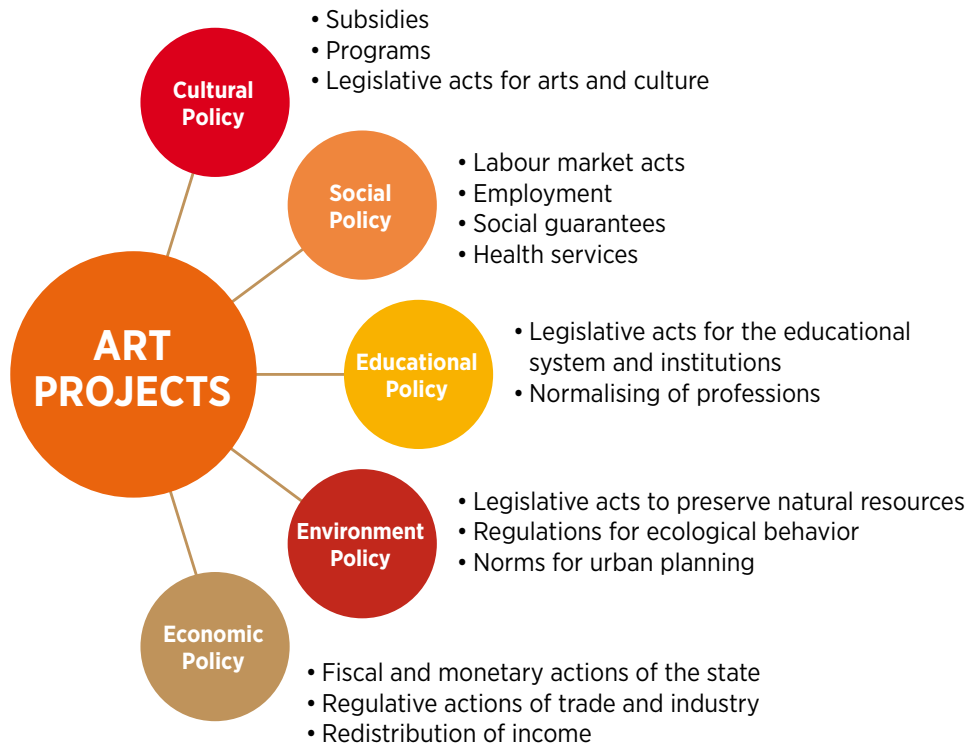 • Subsidies
• Programs
• Legislative acts for arts and culture
Cultural
Policy
• Labour market acts
• Employment
• Social guarantees
• Health services
Social
Policy
ART
PROJECTS
• Legislative acts for the educational
system and institutions
• Normalising of professions
Educational
Policy
• Legislative acts to preserve natural resources
• Regulations for ecological behavior
• Norms for urban planning
Environment
Policy
Economic
Policy
• Fiscal and monetary actions of the state
• Regulative actions of trade and industry
• Redistribution of income